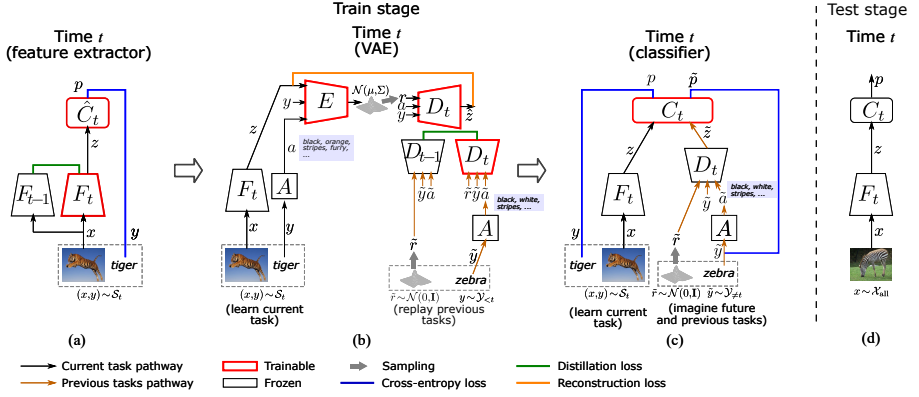 Train stage
Test stage
Time t
(feature extractor)
p
Ĉ_t
z
F_{t-1}
F_t
x
y
tiger
(x,y)∼S_t
(a)
Time t
(VAE)
E
N(μ,Σ)
r
a
y
D_t
ẑ
z
y
a
black, orange,
stripes, furry,
...
D_{t-1}
D_t
ỹ ã
r̃ ỹ ã
black, white,
stripes, ...
F_t
A
A
x
y
r̃
ỹ
tiger
zebra
(x,y)∼S_t
r̃∼N(0,I)
y∼Y_{<t}
(learn current
task)
(replay previous
tasks)
(b)
Time t
(classifier)
p
p̃
C_t
z
z̃
D_t
black, white,
stripes, ...
ỹ
ã
F_t
A
x
y
r̃
ỹ
tiger
zebra
(x,y)∼S_t
r̃∼N(0,I)
ỹ∼Y_{≠t}
(learn current
task)
(imagine future
and previous tasks)
(c)
Time t
p
C_t
z
F_t
x
x∼X_all
(d)
Current task pathway
Trainable
Sampling
Distillation loss
Previous tasks pathway
Frozen
Cross-entropy loss
Reconstruction loss